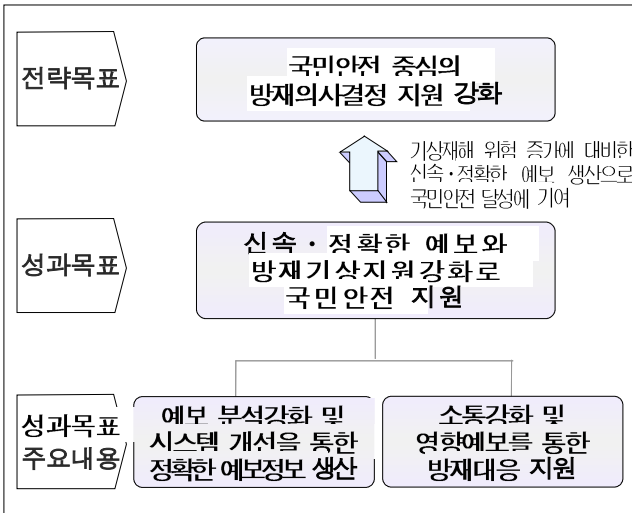 전략목표
국민안전 중심의
방재의사결정 지원 강화
기상재해 위험 증가에 대비한
신속·정확한 예보 생산으로
국민안전 달성에 기여
성과목표
신속·정확한 예보와
방재기상지원강화로
국민안전 지원
성과목표
주요내용
예보 분석강화 및
시스템 개선을 통한
정확한 예보정보 생산
소통강화 및
영향예보를 통한
방재대응 지원